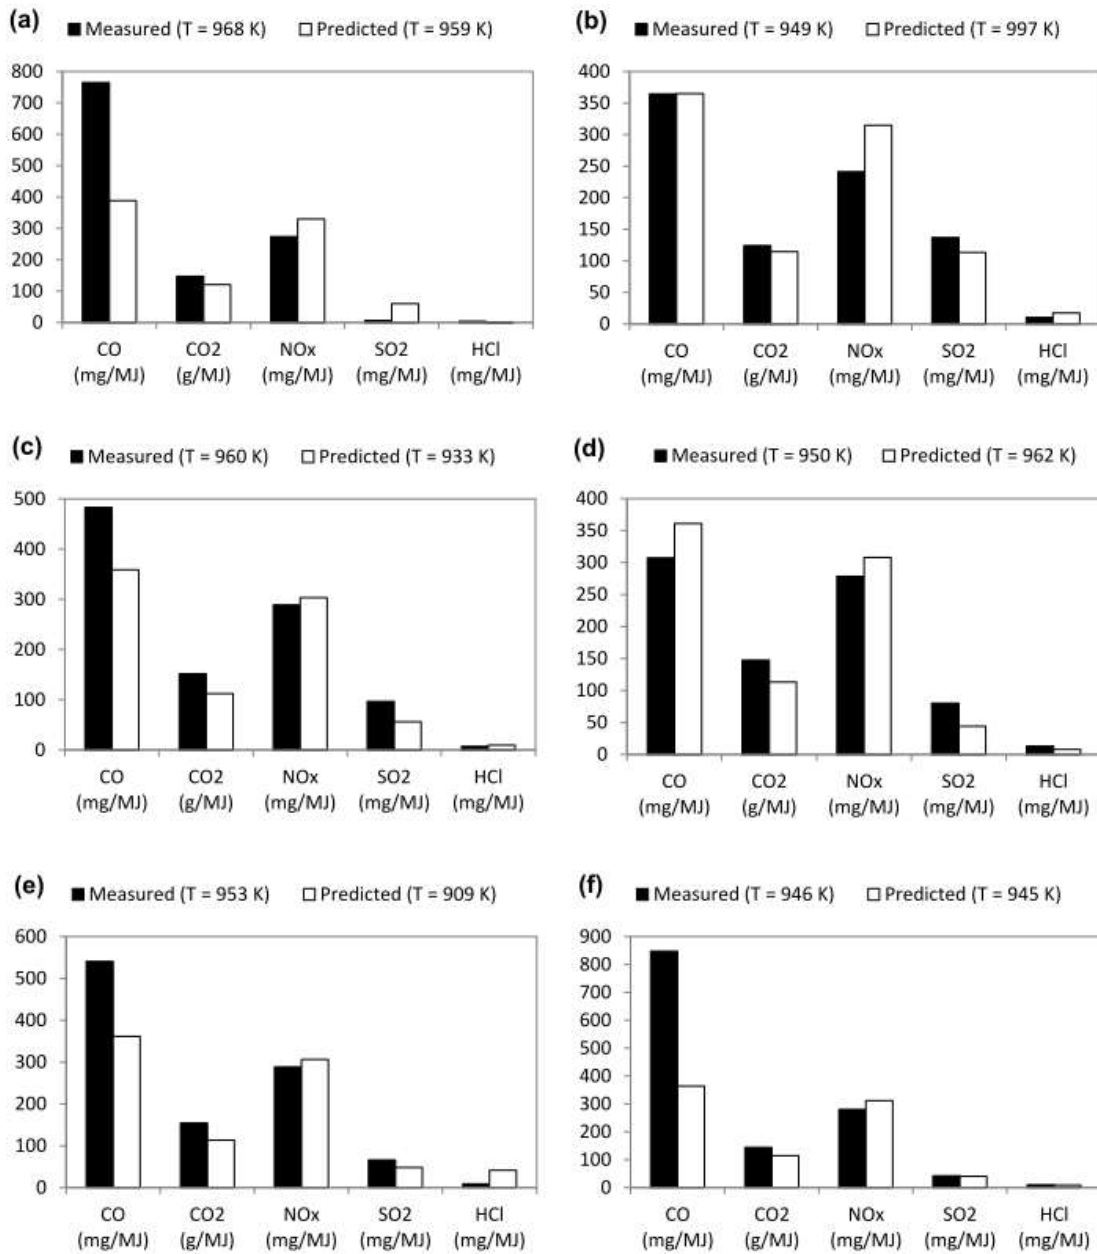 (a)
Measured (T = 968 K) Predicted (T = 959 K)
800
700
600
500
400
300
200
100
0
CO CO2 NOx SO2 HCl
(mg/MJ) (g/MJ) (mg/MJ) (mg/MJ) (mg/MJ)
(b)
Measured (T = 949 K) Predicted (T = 997 K)
400
350
300
250
200
150
100
50
0
CO CO2 NOx SO2 HCl
(mg/MJ) (g/MJ) (mg/MJ) (mg/MJ) (mg/MJ)
(c)
Measured (T = 960 K) Predicted (T = 933 K)
500
400
300
200
100
0
CO CO2 NOx SO2 HCl
(mg/MJ) (g/MJ) (mg/MJ) (mg/MJ) (mg/MJ)
(d)
Measured (T = 950 K) Predicted (T = 962 K)
400
350
300
250
200
150
100
50
0
CO CO2 NOx SO2 HCl
(mg/MJ) (g/MJ) (mg/MJ) (mg/MJ) (mg/MJ)
(e)
Measured (T = 953 K) Predicted (T = 909 K)
600
500
400
300
200
100
0
CO CO2 NOx SO2 HCl
(mg/MJ) (g/MJ) (mg/MJ) (mg/MJ) (mg/MJ)
(f)
Measured (T = 946 K) Predicted (T = 945 K)
900
800
700
600
500
400
300
200
100
0
CO CO2 NOx SO2 HCl
(mg/MJ) (g/MJ) (mg/MJ) (mg/MJ) (mg/MJ)